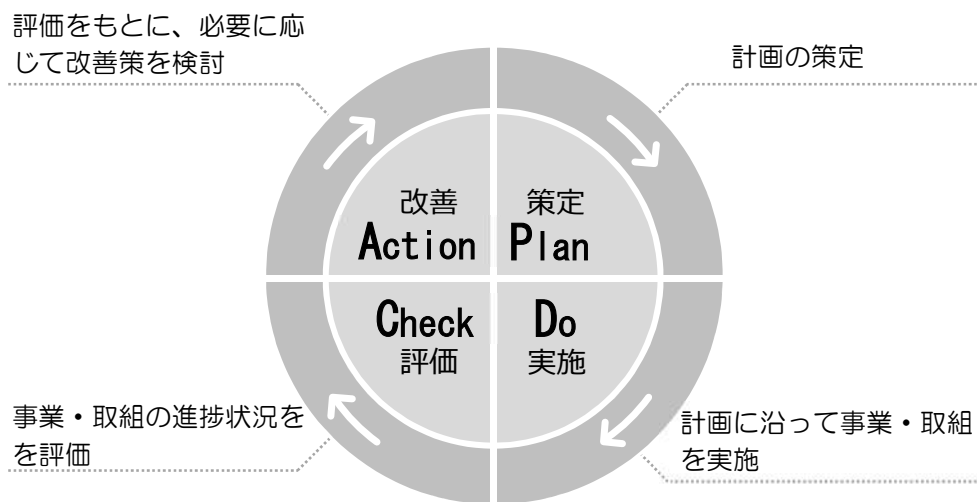 評価をもとに、必要に応
じて改善策を検討
計画の策定
改善
Action
策定
Plan
Check
評価
Do
実施
事業・取組の進捗状況を
を評価
計画に沿って事業・取組
を実施